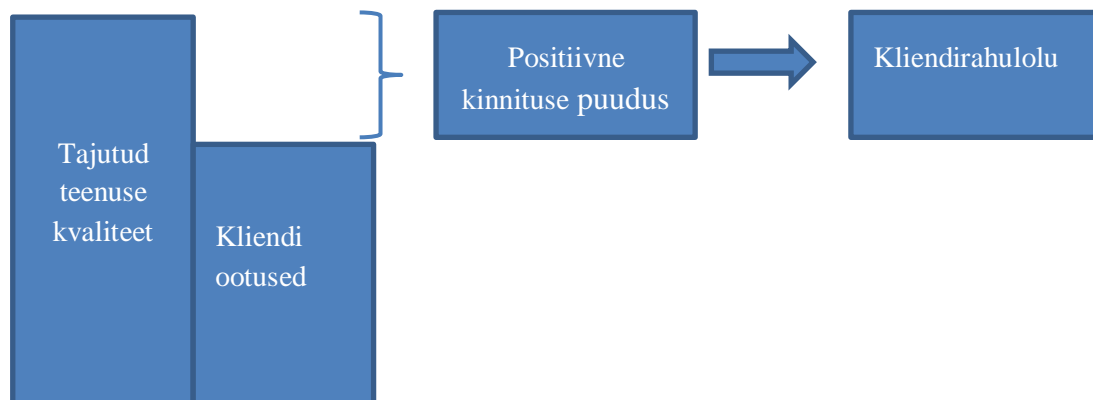 Tajutud
teenuse
kvaliteet
Kliendi
ootused
Positiivne
kinnituse puudus
Kliendirahulolu